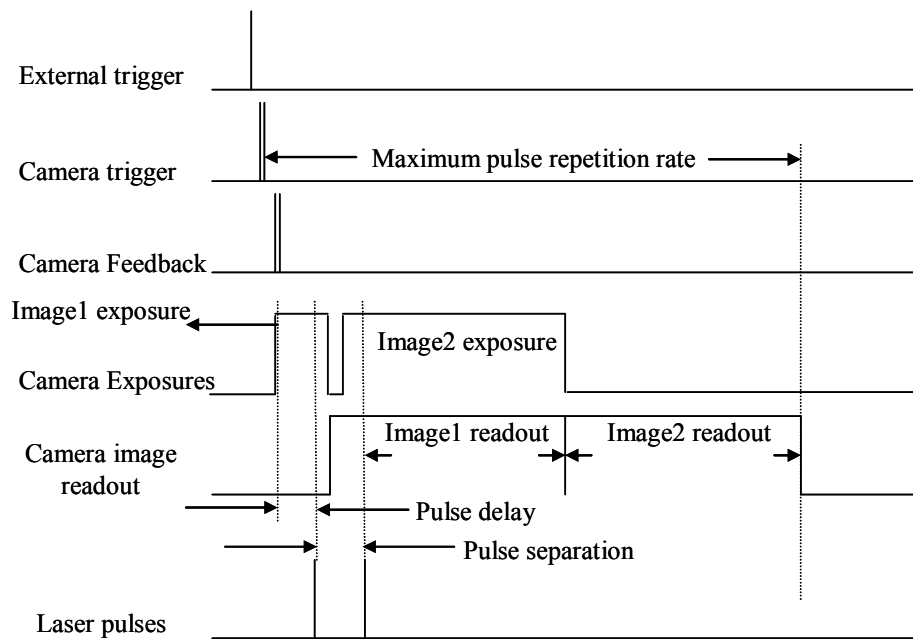 External trigger
Camera trigger
Maximum pulse repetition rate
Camera Feedback
Image1 exposure
Image2 exposure
Camera Exposures
Image1 readout
Image2 readout
Camera image
readout
Pulse delay
Pulse separation
Laser pulses